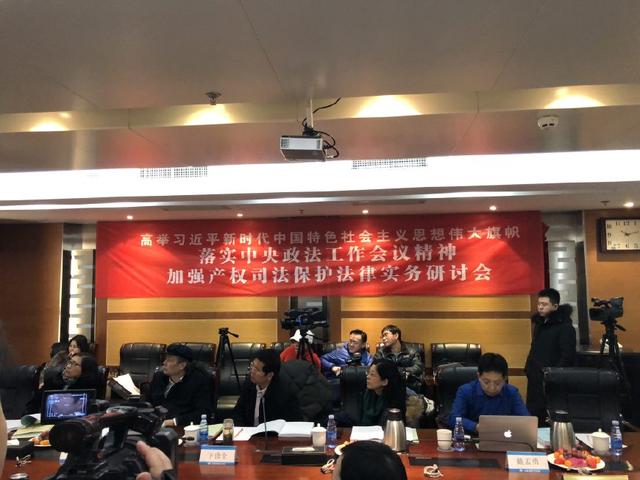 高举习近平新时代中国特色社会主义思想伟大旗帜
落实中央政法工作会议精神
加强产权司法保护法律实务研讨会